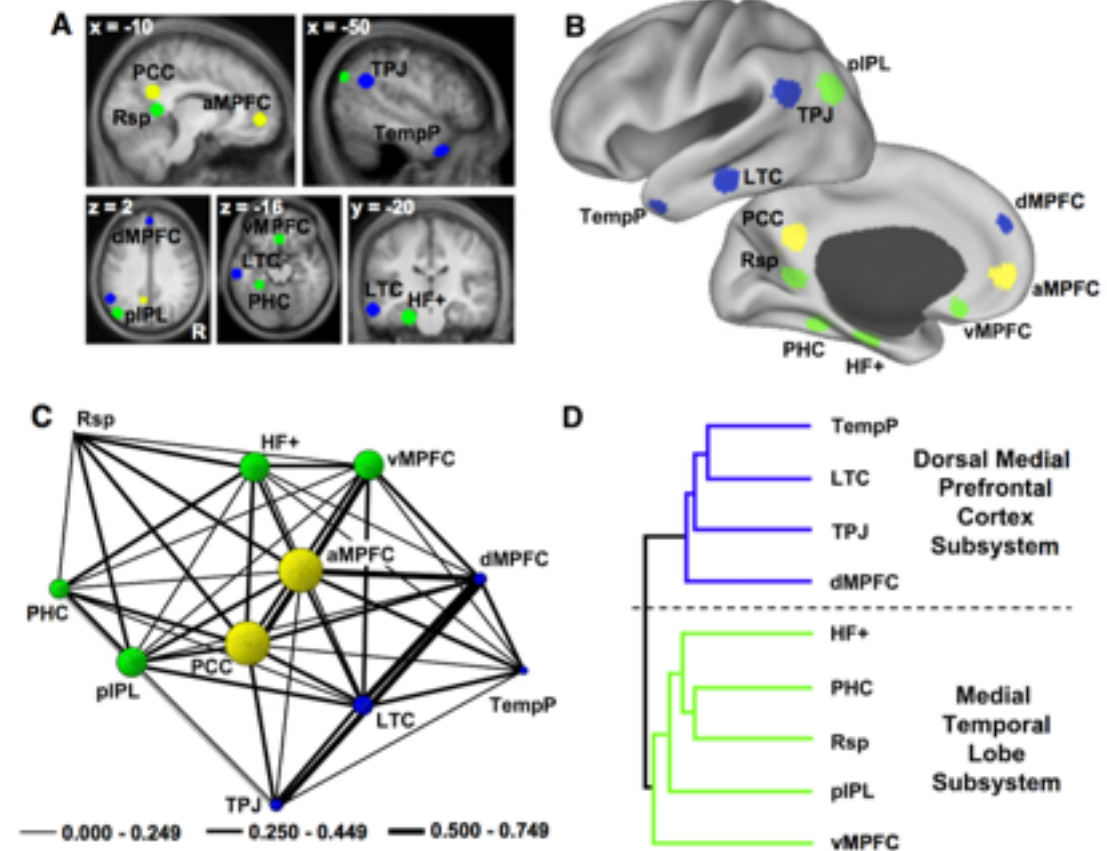 A
x = -10
PCC
Rsp
aMPFC
x = -50
TPJ
TempP
z = 2
dMPFC
pIPL
R
z = -16
vMPFC
LTC
PHC
y = -20
LTC
HF+
B
pIPL
TPJ
LTC
TempP
PCC
Rsp
dMPFC
aMPFC
vMPFC
PHC
HF+
C
Rsp
HF+
vMPFC
aMPFC
dMPFC
PHC
PCC
pIPL
TempP
LTC
TPJ
0.000 - 0.249
0.250 - 0.449
0.500 - 0.749
D
TempP
LTC
TPJ
dMPFC
Dorsal Medial
Prefrontal
Cortex
Subsystem
HF+
PHC
Rsp
pIPL
vMPFC
Medial
Temporal
Lobe
Subsystem